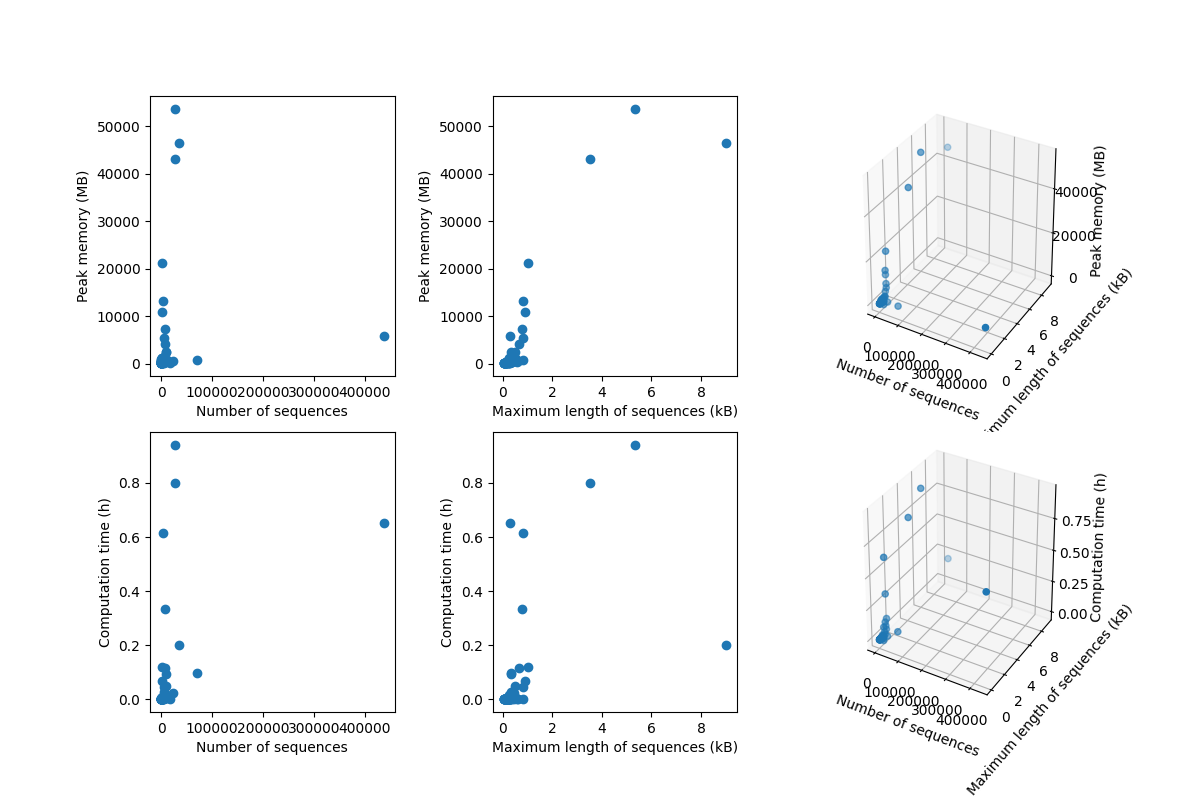 50000
40000
30000
20000
10000
0
Peak memory (MB)
0 100000 200000 300000 400000
Number of sequences
50000
40000
30000
20000
10000
0
Peak memory (MB)
0 2 4 6 8
Maximum length of sequences (kB)
40000
20000
0
Peak memory (MB)
0 100000 200000 300000 400000
Number of sequences
0 2 4 6 8
length of sequences (kB)
0.8
0.6
0.4
0.2
0.0
Computation time (h)
0 100000 200000 300000 400000
Number of sequences
0.8
0.6
0.4
0.2
0.0
Computation time (h)
0 2 4 6 8
Maximum length of sequences (kB)
0.75
0.50
0.25
0.00
Computation time (h)
0 100000 200000 300000 400000
Number of sequences
0 2 4 6 8
Maximum length of sequences (kB)